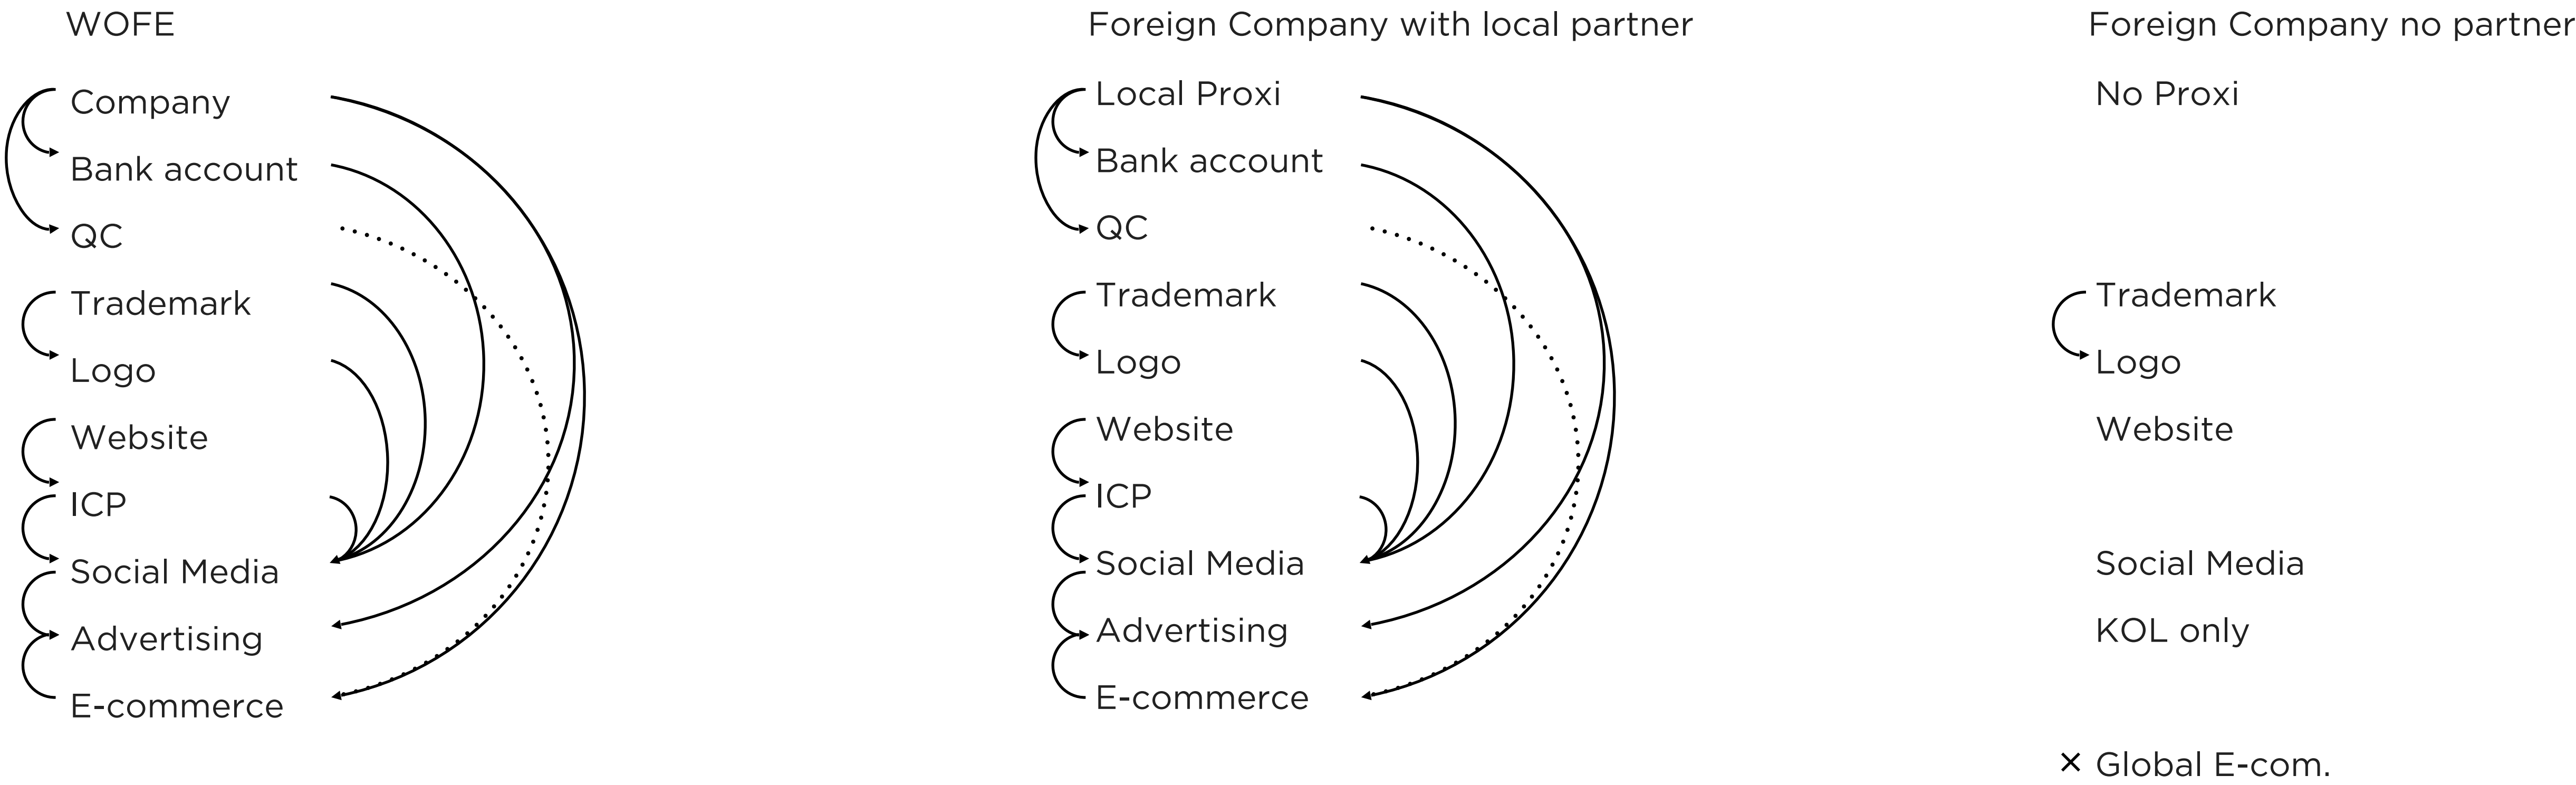 WOFE
Company
Bank account
QC
Trademark
Logo
Website
ICP
Social Media
Advertising
E-commerce
Foreign Company with local partner
Local Proxi
Bank account
QC
Trademark
Logo
Website
ICP
Social Media
Advertising
E-commerce
Foreign Company no partner
No Proxi
Trademark
Logo
Website
Social Media
KOL only
× Global E-com.